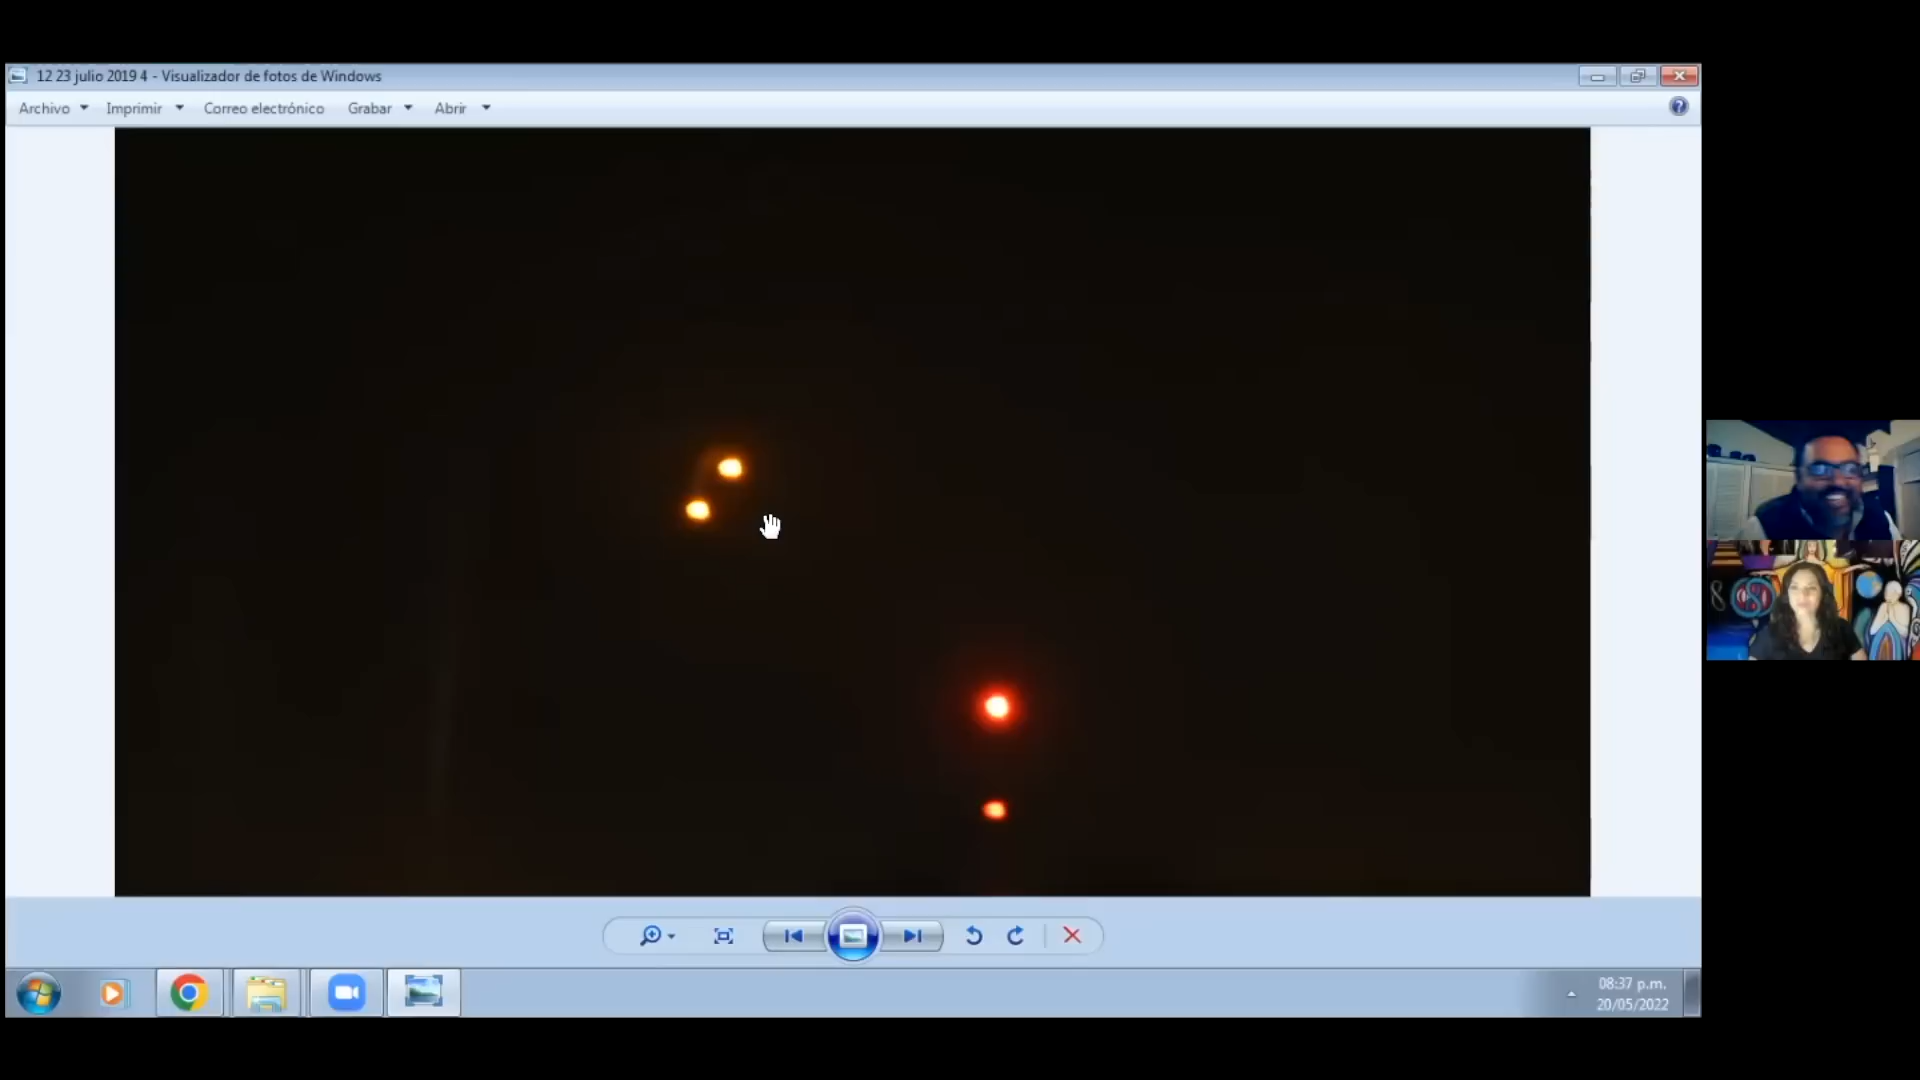 12 23 julio 2019 4 - Visualizador de fotos de Windows
Archivo Imprimir Correo electrónico Grabar Abrir
08:37 p.m.
20/05/2022